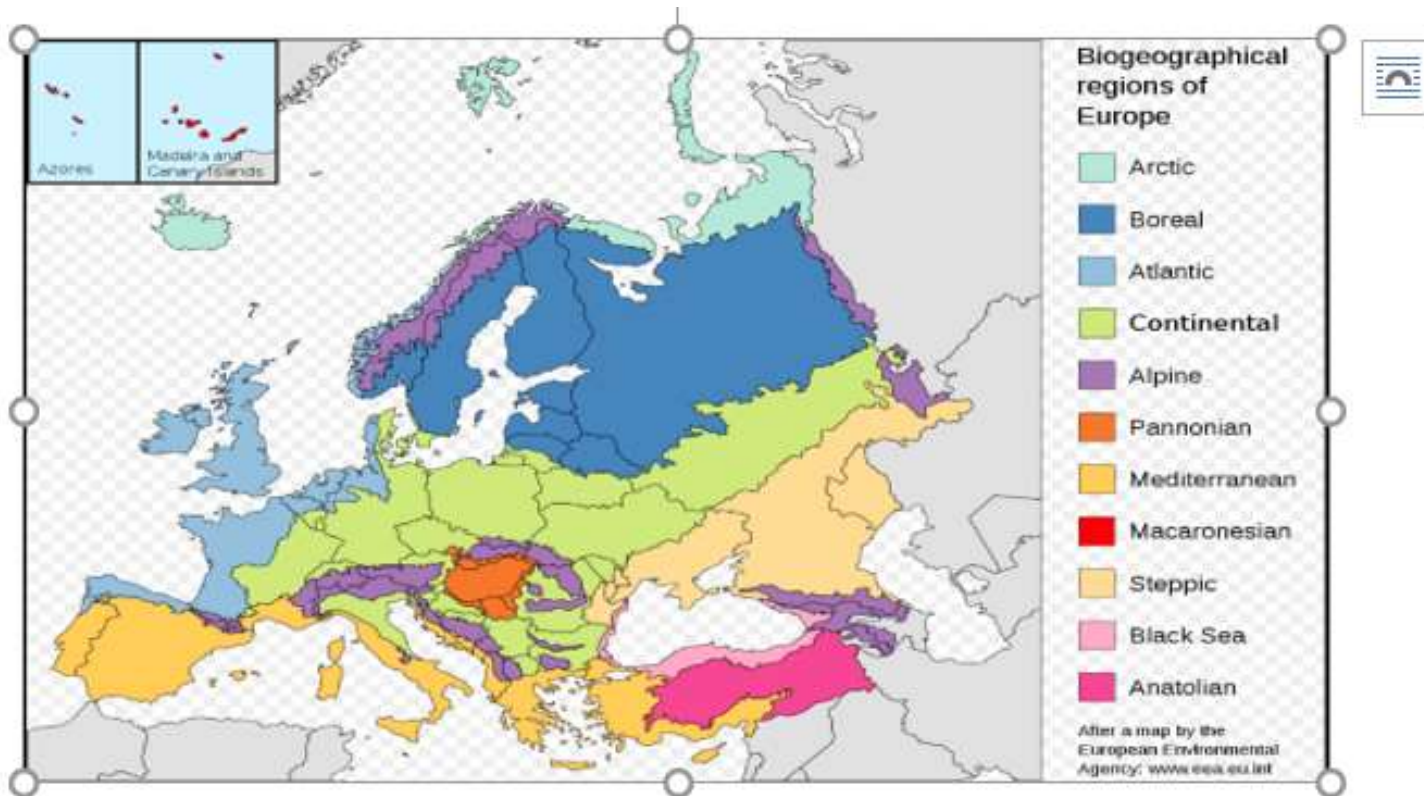 Azores
Madeira and
Canary Islands
Biogeographical
regions of
Europe
Arctic
Boreal
Atlantic
Continental
Alpine
Pannonian
Mediterranean
Macaronesian
Steppic
Black Sea
Anatolian
After a map by the
European Environmental
Agency: www.eea.eu.int